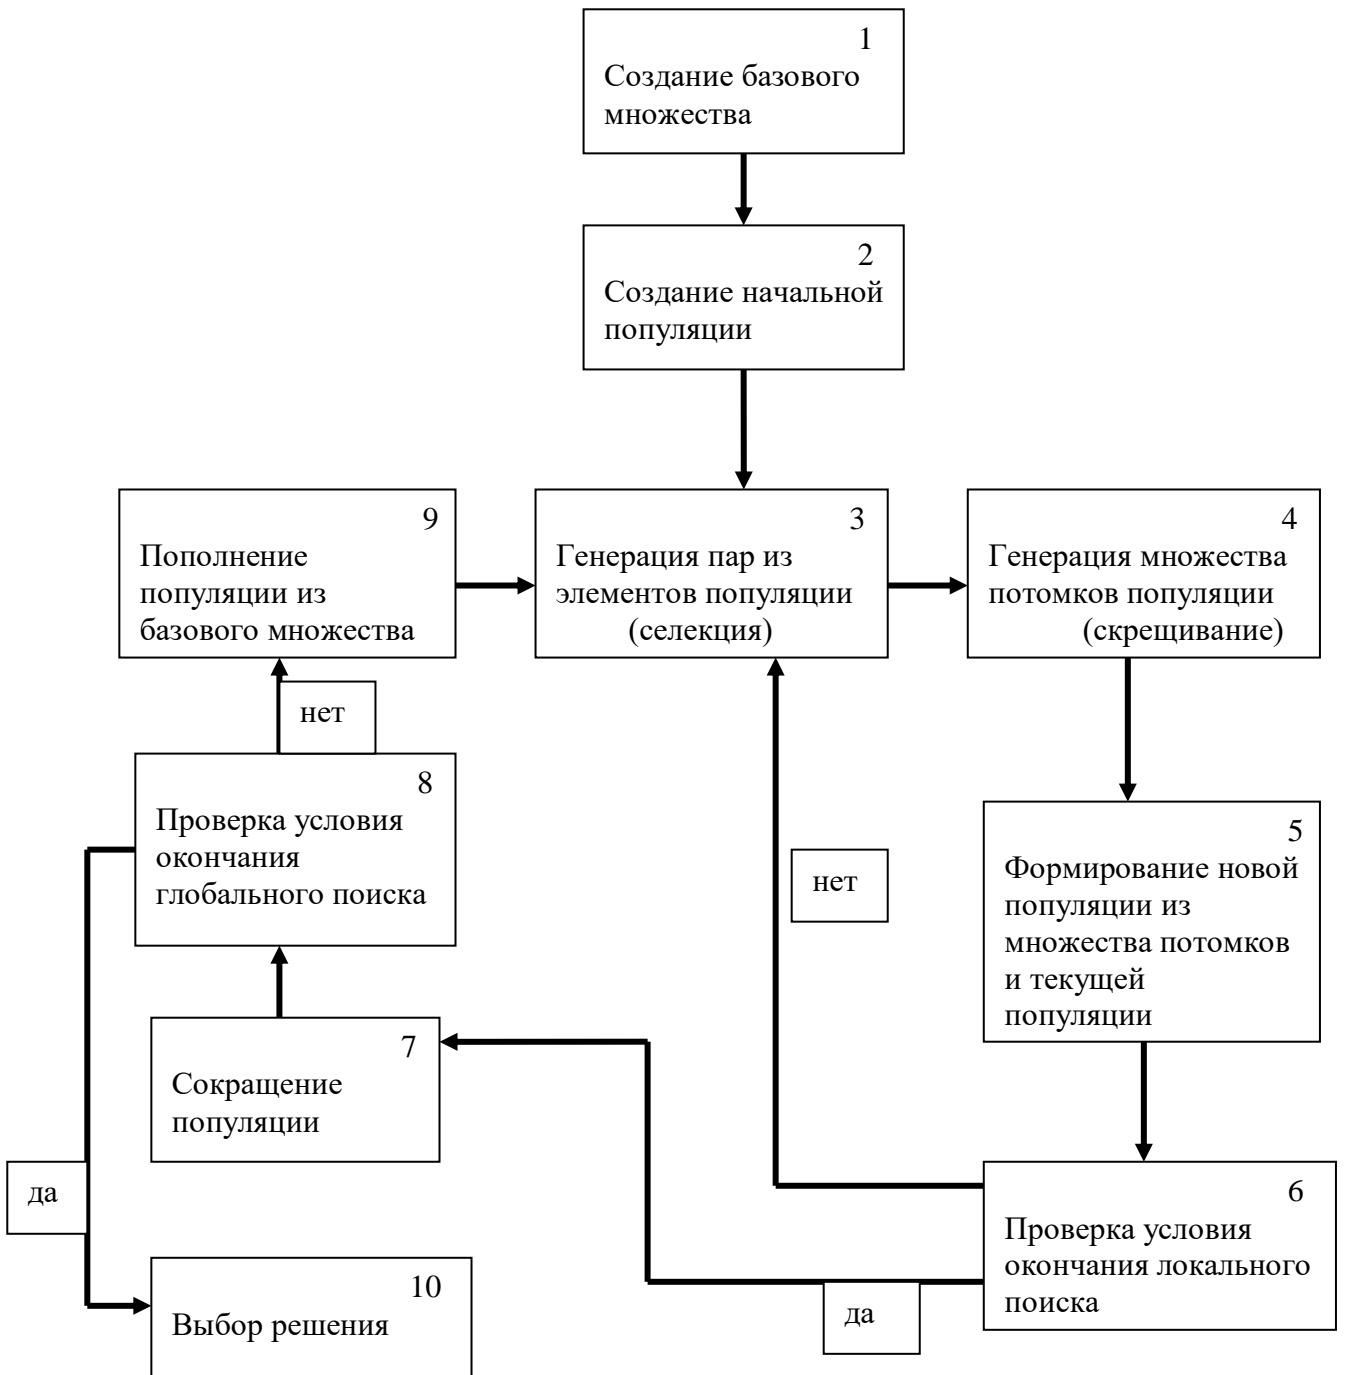 1
Создание базового
множества
2
Создание начальной
популяции
3
Генерация пар из
элементов популяции
(селекция)
4
Генерация множества
потомков популяции
(скрещивание)
5
Формирование новой
популяции из
множества потомков
и текущей
популяции
6
Проверка условия
окончания локального
поиска
нет
да
7
Сокращение
популяции
8
Проверка условия
окончания
глобального поиска
нет
9
Пополнение
популяции из
базового множества
да
10
Выбор решения